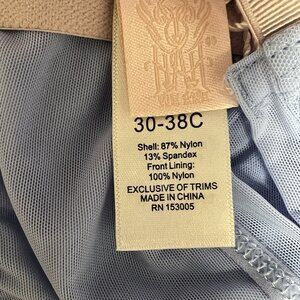 30-38C
Shell: 87% Nylon
13% Spandex
Front Lining:
100% Nylon
EXCLUSIVE OF TRIMS
MADE IN CHINA
RN 153005